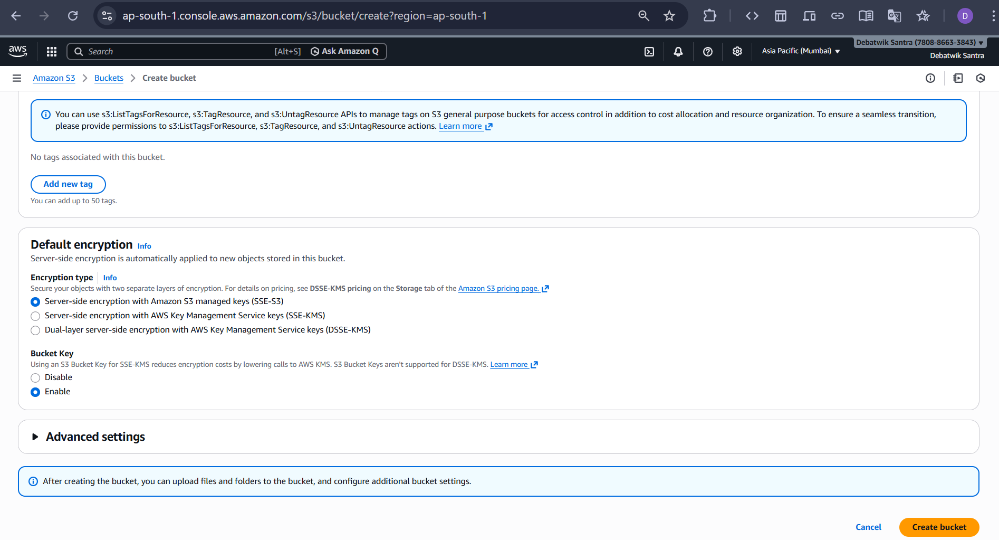 ap-south-1.console.aws.amazon.com/s3/bucket/create?region=ap-south-1
D
aws
Search [Alt+S] Ask Amazon Q
Asia Pacific (Mumbai)
Debatwik Santra (7808-8663-3843)
Debatwik Santra
Amazon S3 > Buckets > Create bucket
You can use s3:ListTagsForResource, s3:TagResource, and s3:UntagResource APIs to manage tags on S3 general purpose buckets for access control in addition to cost allocation and resource organization. To ensure a seamless transition,
please provide permissions to s3:ListTagsForResource, s3:TagResource, and s3:UntagResource actions. Learn more
No tags associated with this bucket.
Add new tag
You can add up to 50 tags.
Default encryption Info
Server-side encryption is automatically applied to new objects stored in this bucket.
Encryption type Info
Secure your objects with two separate layers of encryption. For details on pricing, see DSSE-KMS pricing on the Storage tab of the Amazon S3 pricing page.
Server-side encryption with Amazon S3 managed keys (SSE-S3)
Server-side encryption with AWS Key Management Service keys (SSE-KMS)
Dual-layer server-side encryption with AWS Key Management Service keys (DSSE-KMS)
Bucket Key
Using an S3 Bucket Key for SSE-KMS reduces encryption costs by lowering calls to AWS KMS. S3 Bucket Keys aren't supported for DSSE-KMS. Learn more
Disable
Enable
Advanced settings
After creating the bucket, you can upload files and folders to the bucket, and configure additional bucket settings.
Cancel
Create bucket